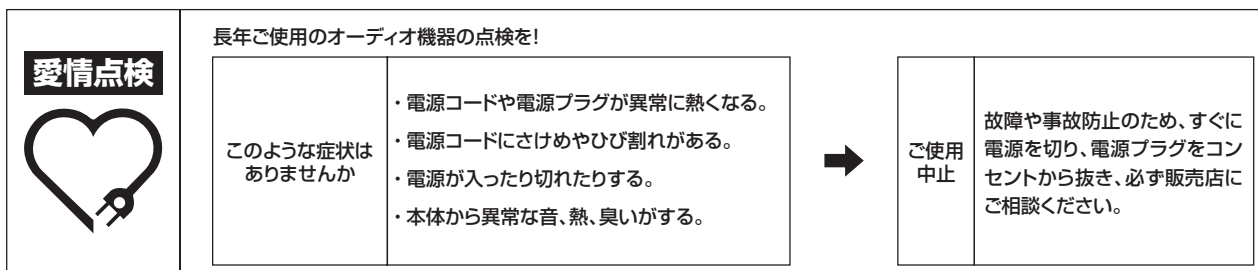 愛情点検
長年ご使用のオーディオ機器の点検を!
このような症状は
ありませんか
・電源コードや電源プラグが異常に熱くなる。
・電源コードにさけめやひび割れがある。
・電源が入ったり切れたりする。
・本体から異常な音、熱、臭いがする。
ご使用
中止
故障や事故防止のため、すぐに
電源を切り、電源プラグをコン
セントから抜き、必ず販売店に
ご相談ください。